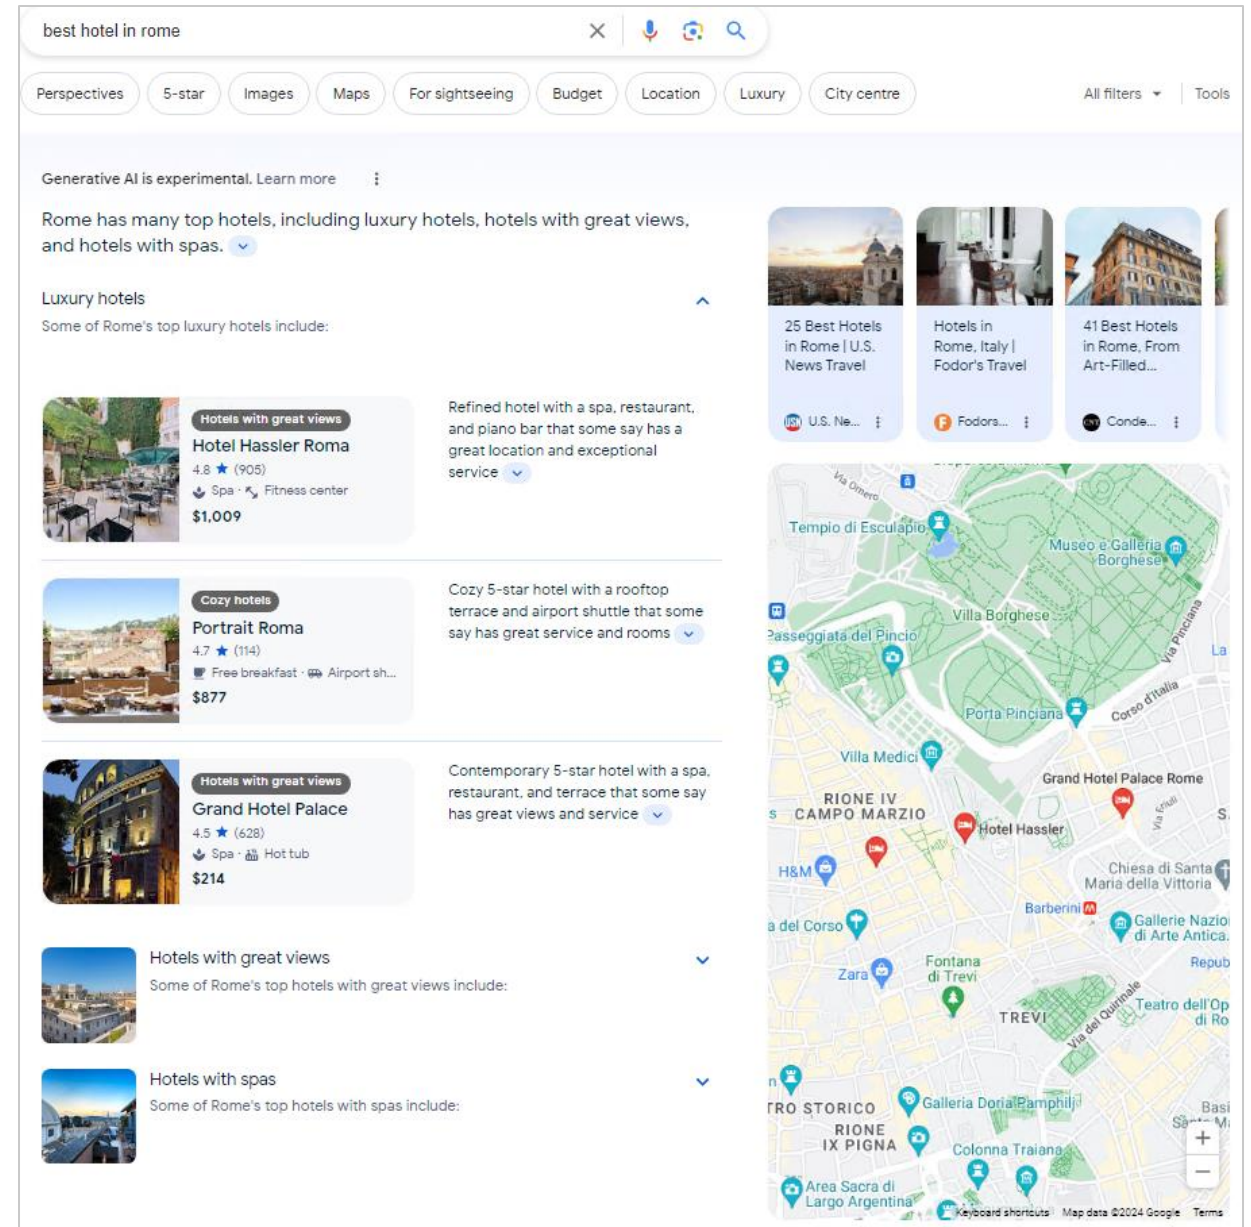 best hotel in rome
Perspectives
5-star
Images
Maps
For sightseeing
Budget
Location
Luxury
City centre
All filters
Tools
Generative AI is experimental. Learn more
Rome has many top hotels, including luxury hotels, hotels with great views,
and hotels with spas.
Luxury hotels
Some of Rome's top luxury hotels include:
Hotels with great views
Hotel Hassler Roma
4.8 ★ (905)
Spa · Fitness center
$1,009
Refined hotel with a spa, restaurant,
and piano bar that some say has a
great location and exceptional
service
Cozy hotels
Portrait Roma
4.7 ★ (114)
Free breakfast · Airport sh...
$877
Cozy 5-star hotel with a rooftop
terrace and airport shuttle that some
say has great service and rooms
Hotels with great views
Grand Hotel Palace
4.5 ★ (628)
Spa · Hot tub
$214
Contemporary 5-star hotel with a spa,
restaurant, and terrace that some say
has great views and service
Hotels with great views
Some of Rome's top hotels with great views include:
Hotels with spas
Some of Rome's top hotels with spas include:
25 Best Hotels
in Rome | U.S.
News Travel
U.S. Ne...
Hotels in
Rome, Italy |
Fodor's Travel
Fodors...
41 Best Hotels
in Rome, From
Art-Filled...
Conde...
Via Omero
Tempio di Esculapio
Museo e Galleria
Borghese
Villa Borghese
Passeggiata del Pincio
Via Pinciana
La
Porta Pinciana
Corso d'Italia
Villa Medici
Grand Hotel Palace Rome
RIONE IV
CAMPO MARZIO
s
Via Friuli
S.
Hotel Hassler
H&M
Chiesa di Santa
Maria della Vittoria
Barberini
a del Corso
Gallerie Nazio
di Arte Antica.
Zara
Fontana
di Trevi
Repub
TREVI
Via del Quirinale
Teatro dell'Op
di Ro
n
TRO STORICO
Galleria Doria Pamphilj
RIONE
IX PIGNA
Basi
Colonna Traiana
Area Sacra di
Largo Argentina
+
−
Keyboard shortcuts
Map data ©2024 Google
Terms